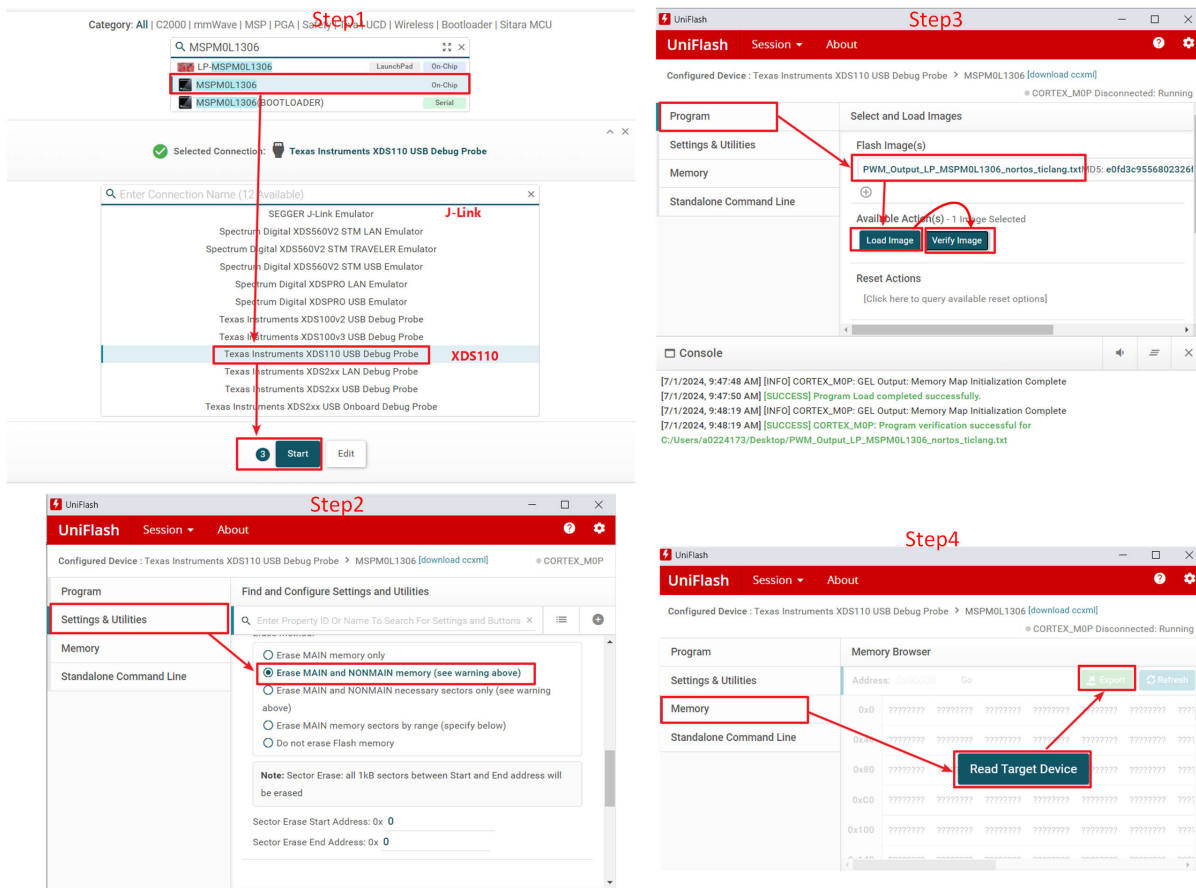 Step1
Category: All | C2000 | mmWave | MSP | PGA | Safety | Tiva | UCD | Wireless | Bootloader | Sitara MCU
MSPM0L1306
LP-MSPM0L1306 LaunchPad On-Chip
MSPM0L1306 On-Chip
MSPM0L1306(BOOTLOADER) Serial
Selected Connection: Texas Instruments XDS110 USB Debug Probe
Enter Connection Name (12 Available)
SEGGER J-Link Emulator J-Link
Spectrum Digital XDS560V2 STM LAN Emulator
Spectrum Digital XDS560V2 STM TRAVELER Emulator
Spectrum Digital XDS560V2 STM USB Emulator
Spectrum Digital XDSPRO LAN Emulator
Spectrum Digital XDSPRO USB Emulator
Texas Instruments XDS100v2 USB Debug Probe
Texas Instruments XDS100v3 USB Debug Probe
Texas Instruments XDS110 USB Debug Probe XDS110
Texas Instruments XDS2xx LAN Debug Probe
Texas Instruments XDS2xx USB Debug Probe
Texas Instruments XDS2xx USB Onboard Debug Probe
3 Start Edit
Step2
UniFlash
UniFlash Session About
Configured Device : Texas Instruments XDS110 USB Debug Probe > MSPM0L1306 [download ccxml] CORTEX_M0P
Program
Settings & Utilities
Memory
Standalone Command Line
Find and Configure Settings and Utilities
Enter Property ID Or Name To Search For Settings and Buttons
Erase method:
Erase MAIN memory only
Erase MAIN and NONMAIN memory (see warning above)
Erase MAIN and NONMAIN necessary sectors only (see warning
above)
Erase MAIN memory sectors by range (specify below)
Do not erase Flash memory
Note: Sector Erase: all 1kB sectors between Start and End address will
be erased
Sector Erase Start Address: 0x 0
Sector Erase End Address: 0x 0
Step3
UniFlash
UniFlash Session About
Configured Device : Texas Instruments XDS110 USB Debug Probe > MSPM0L1306 [download ccxml]
CORTEX_M0P Disconnected: Running
Program
Settings & Utilities
Memory
Standalone Command Line
Select and Load Images
Flash Image(s)
PWM_Output_LP_MSPM0L1306_nortos_ticlang.txt MD5: e0fd3c9556802326f
Available Action(s) - 1 Image Selected
Load Image Verify Image
Reset Actions
[Click here to query available reset options]
Console
[7/1/2024, 9:47:48 AM] [INFO] CORTEX_M0P: GEL Output: Memory Map Initialization Complete
[7/1/2024, 9:47:50 AM] [SUCCESS] Program Load completed successfully.
[7/1/2024, 9:48:19 AM] [INFO] CORTEX_M0P: GEL Output: Memory Map Initialization Complete
[7/1/2024, 9:48:19 AM] [SUCCESS] CORTEX_M0P: Program verification successful for
C:/Users/a0224173/Desktop/PWM_Output_LP_MSPM0L1306_nortos_ticlang.txt
Step4
UniFlash
UniFlash Session About
Configured Device : Texas Instruments XDS110 USB Debug Probe > MSPM0L1306 [download ccxml]
CORTEX_M0P Disconnected: Running
Program
Settings & Utilities
Memory
Standalone Command Line
Memory Browser
Address: Go Export Refresh
0x0 ???????? ???????? ???????? ???????? ???????? ???????? ????
Read Target Device
0x80 ????????
0xC0 ???????? ???????? ???????? ???????? ???????? ???????? ????
0x100 ???????? ???????? ???????? ???????? ???????? ???????? ????